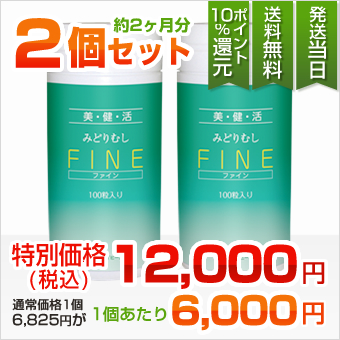 約2ヶ月分
2個セット
ポイント
10%還元
送料無料
発送当日
美・健・活
みどりむし
FINE
ファイン
100粒入り
美・健・活
みどりむし
FINE
ファイン
100粒入り
特別価格
(税込)
12,000円
通常価格1個
6,825円が
1個あたり6,000円